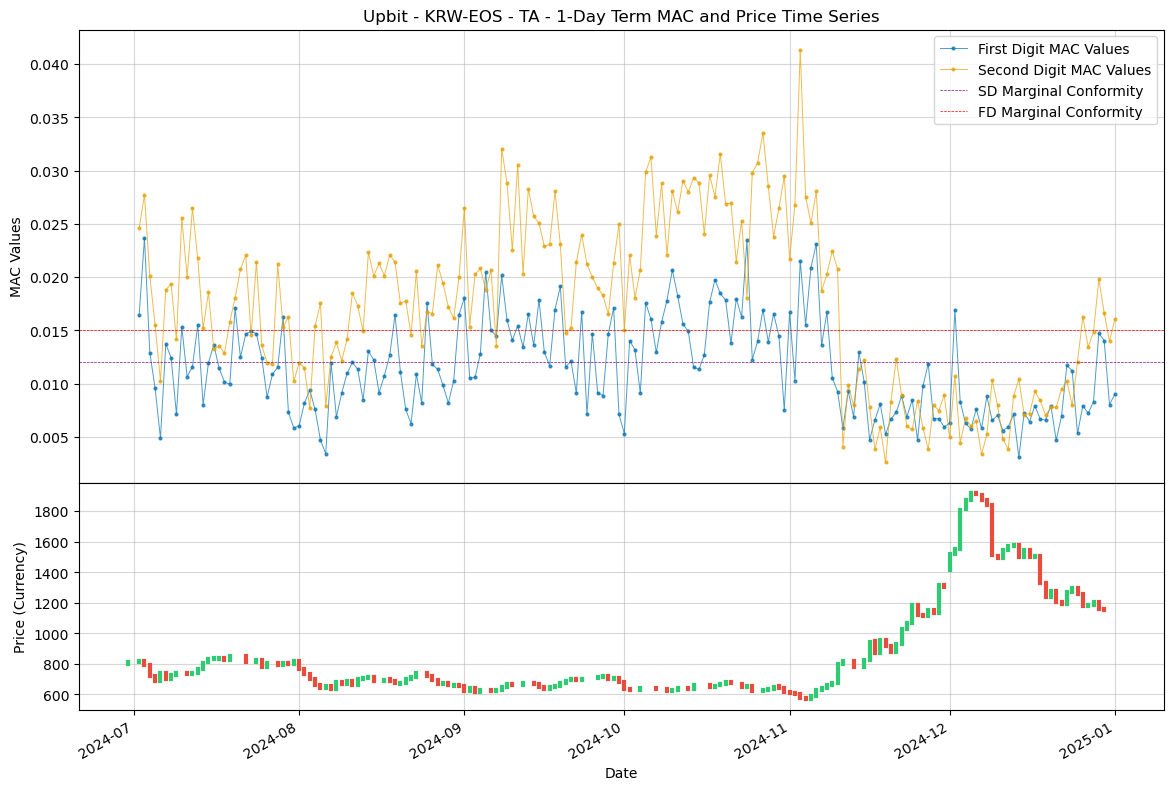 Upbit - KRW-EOS - TA - 1-Day Term MAC and Price Time Series
First Digit MAC Values
Second Digit MAC Values
SD Marginal Conformity
FD Marginal Conformity
MAC Values
0.040
0.035
0.030
0.025
0.020
0.015
0.010
0.005
Price (Currency)
1800
1600
1400
1200
1000
800
600
2024-07
2024-08
2024-09
2024-10
2024-11
2024-12
2025-01
Date